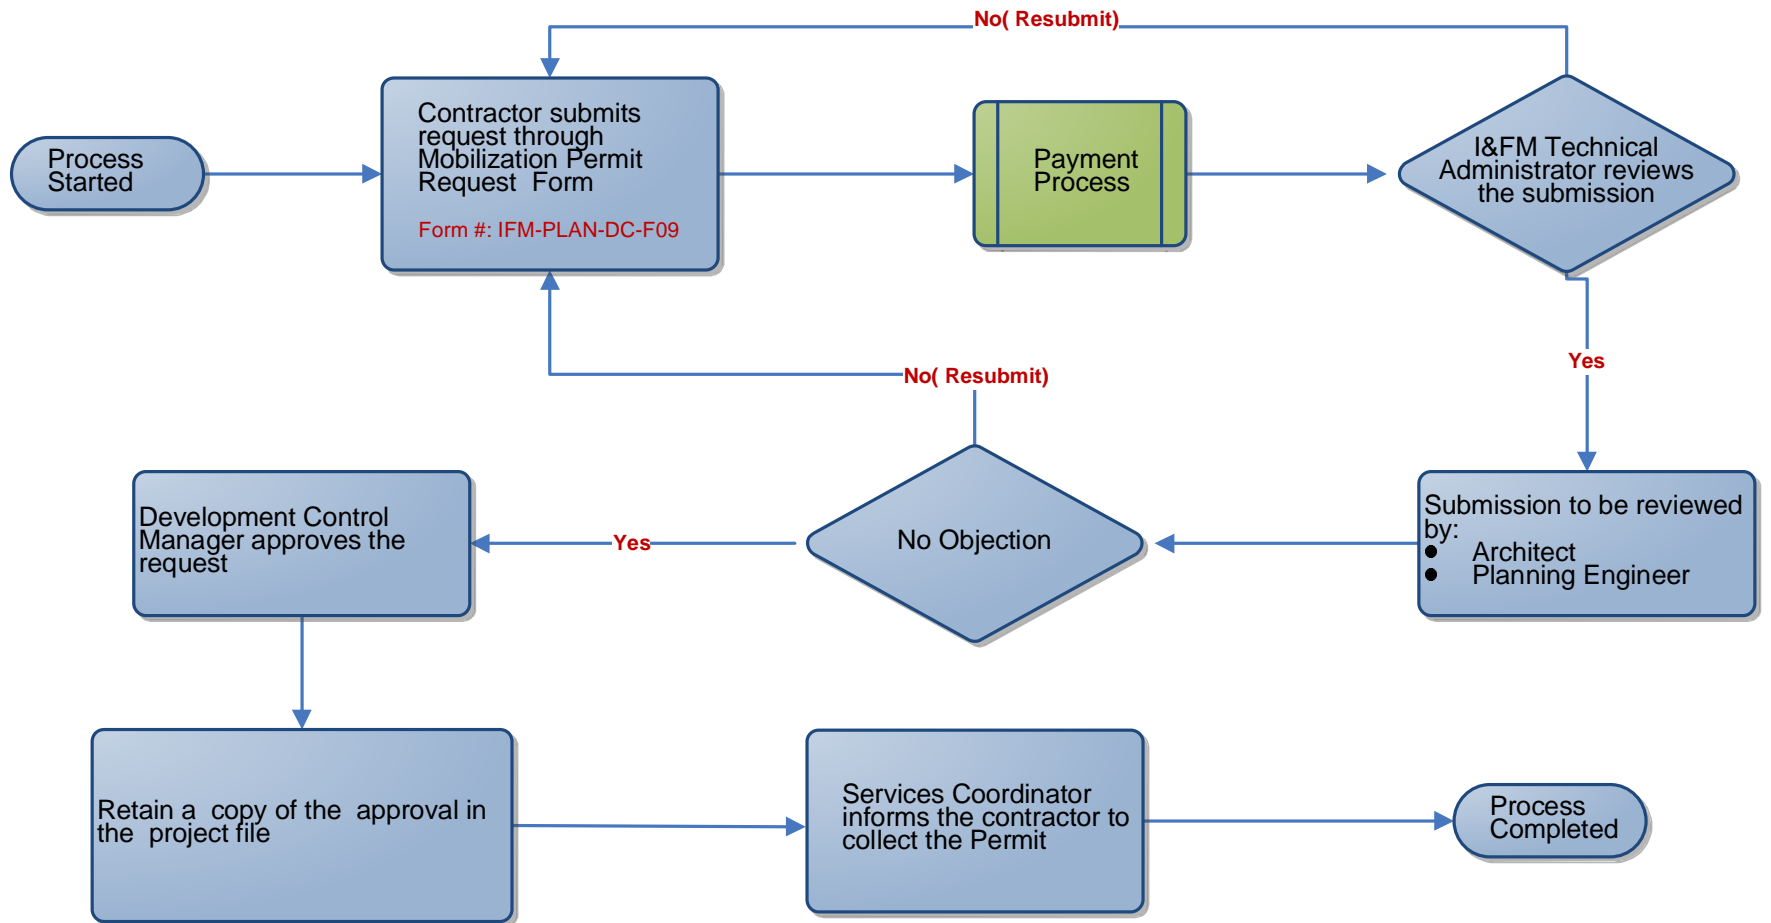 No( Resubmit)
Process
Started
Contractor submits
request through
Mobilization Permit
Request Form
Form #: IFM-PLAN-DC-F09
Payment
Process
I&FM Technical
Administrator reviews
the submission
Yes
No( Resubmit)
Submission to be reviewed
by:
● Architect
● Planning Engineer
No Objection
Yes
Development Control
Manager approves the
request
Retain a copy of the approval in
the project file
Services Coordinator
informs the contractor to
collect the Permit
Process
Completed